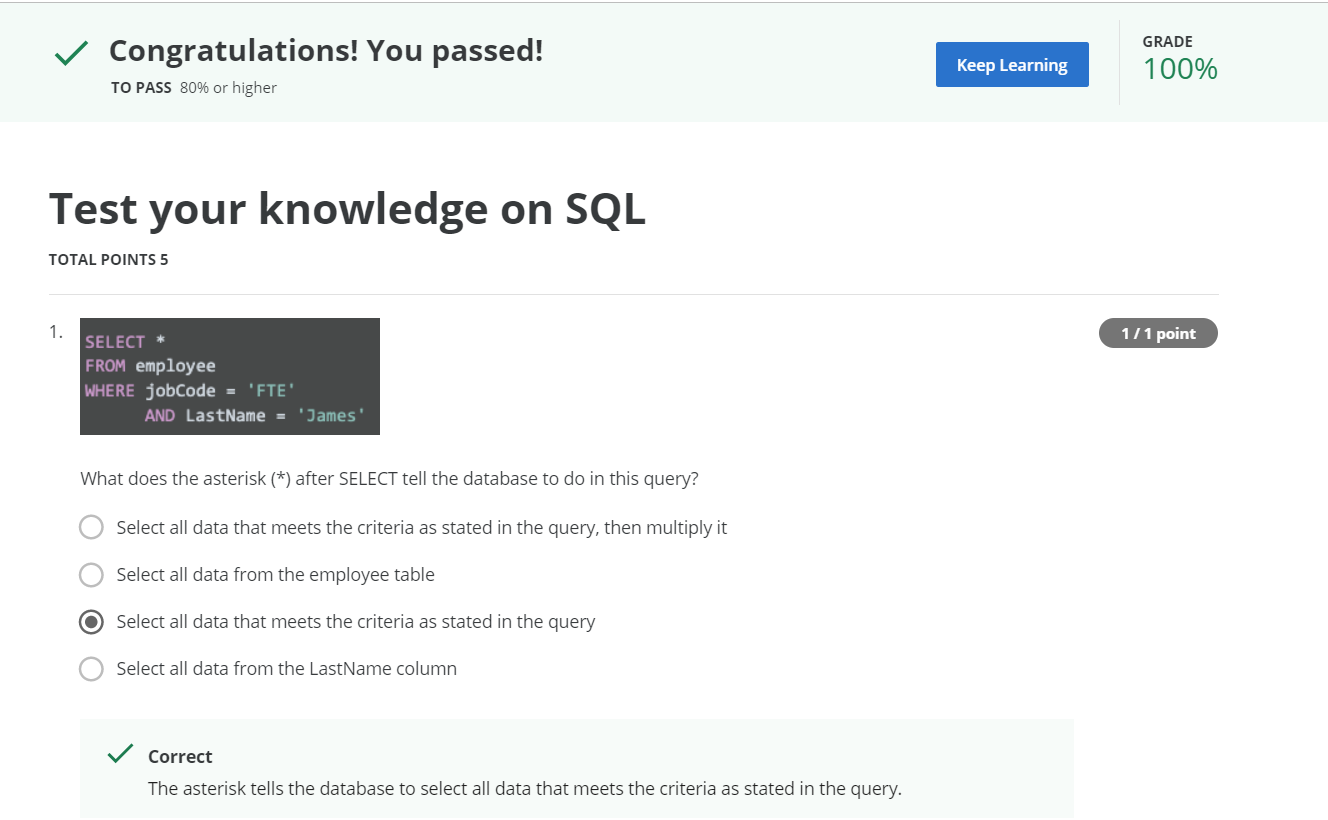 Congratulations! You passed!
TO PASS 80% or higher
Keep Learning
GRADE
100%
Test your knowledge on SQL
TOTAL POINTS 5
1.
SELECT *
FROM employee
WHERE jobCode = 'FTE'
AND LastName = 'James'
1 / 1 point
What does the asterisk (*) after SELECT tell the database to do in this query?
Select all data that meets the criteria as stated in the query, then multiply it
Select all data from the employee table
Select all data that meets the criteria as stated in the query
Select all data from the LastName column
Correct
The asterisk tells the database to select all data that meets the criteria as stated in the query.